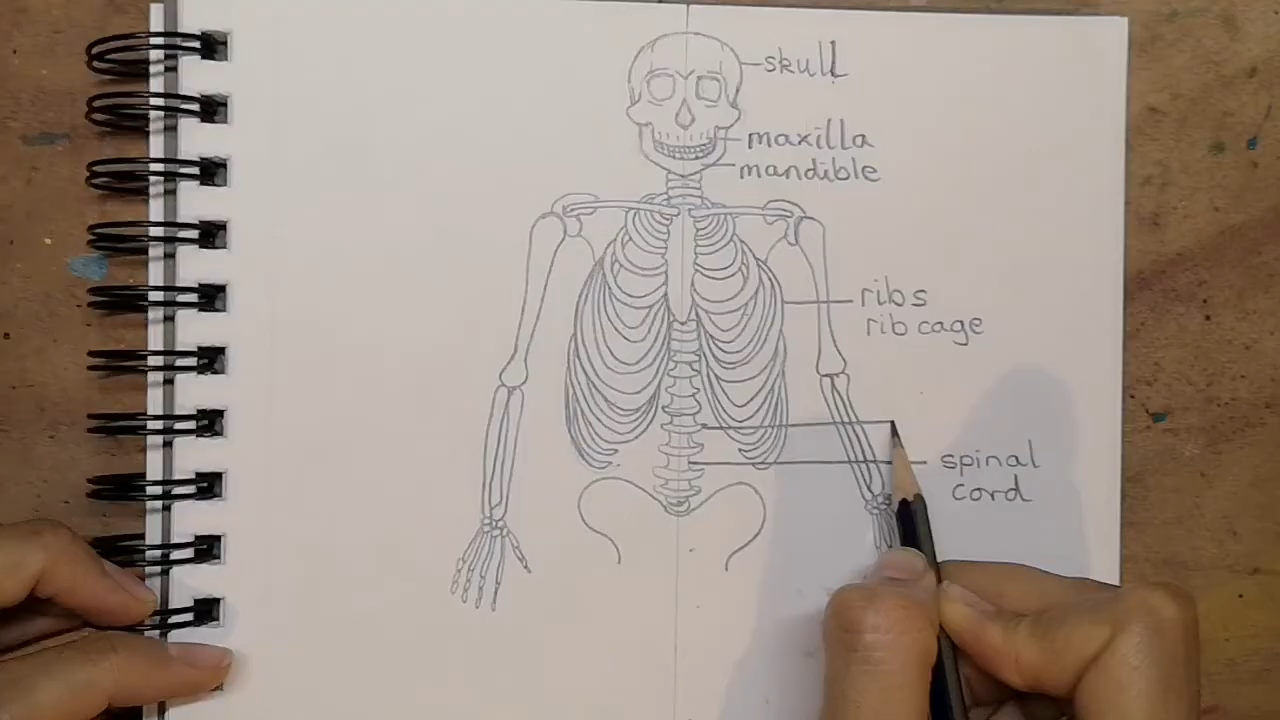 skull
maxilla
mandible
ribs
rib cage
spinal
cord